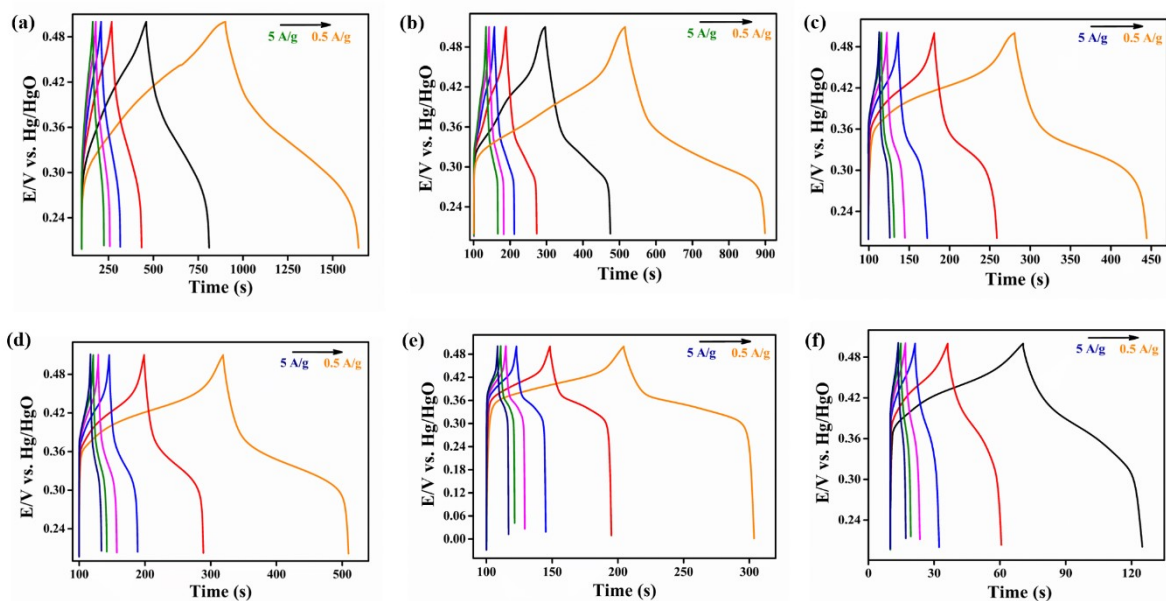 (a)
5 A/g 0.5 A/g
E/V vs. Hg/HgO
0.48
0.42
0.36
0.30
0.24
250 500 750 1000 1250 1500
Time (s)
(b)
5 A/g 0.5 A/g
E/V vs. Hg/HgO
0.48
0.42
0.36
0.30
0.24
100 200 300 400 500 600 700 800 900
Time (s)
(c)
5 A/g 0.5 A/g
E/V vs. Hg/HgO
0.48
0.42
0.36
0.30
0.24
100 150 200 250 300 350 400 450
Time (s)
(d)
5 A/g 0.5 A/g
E/V vs. Hg/HgO
0.48
0.42
0.36
0.30
0.24
100 200 300 400 500
Time (s)
(e)
5 A/g 0.5 A/g
E/V vs. Hg/HgO
0.48
0.42
0.36
0.30
0.24
0.18
0.12
0.06
0.00
100 150 200 250 300
Time (s)
(f)
5 A/g 0.5 A/g
E/V vs. Hg/HgO
0.48
0.42
0.36
0.30
0.24
0 30 60 90 120
Time (s)